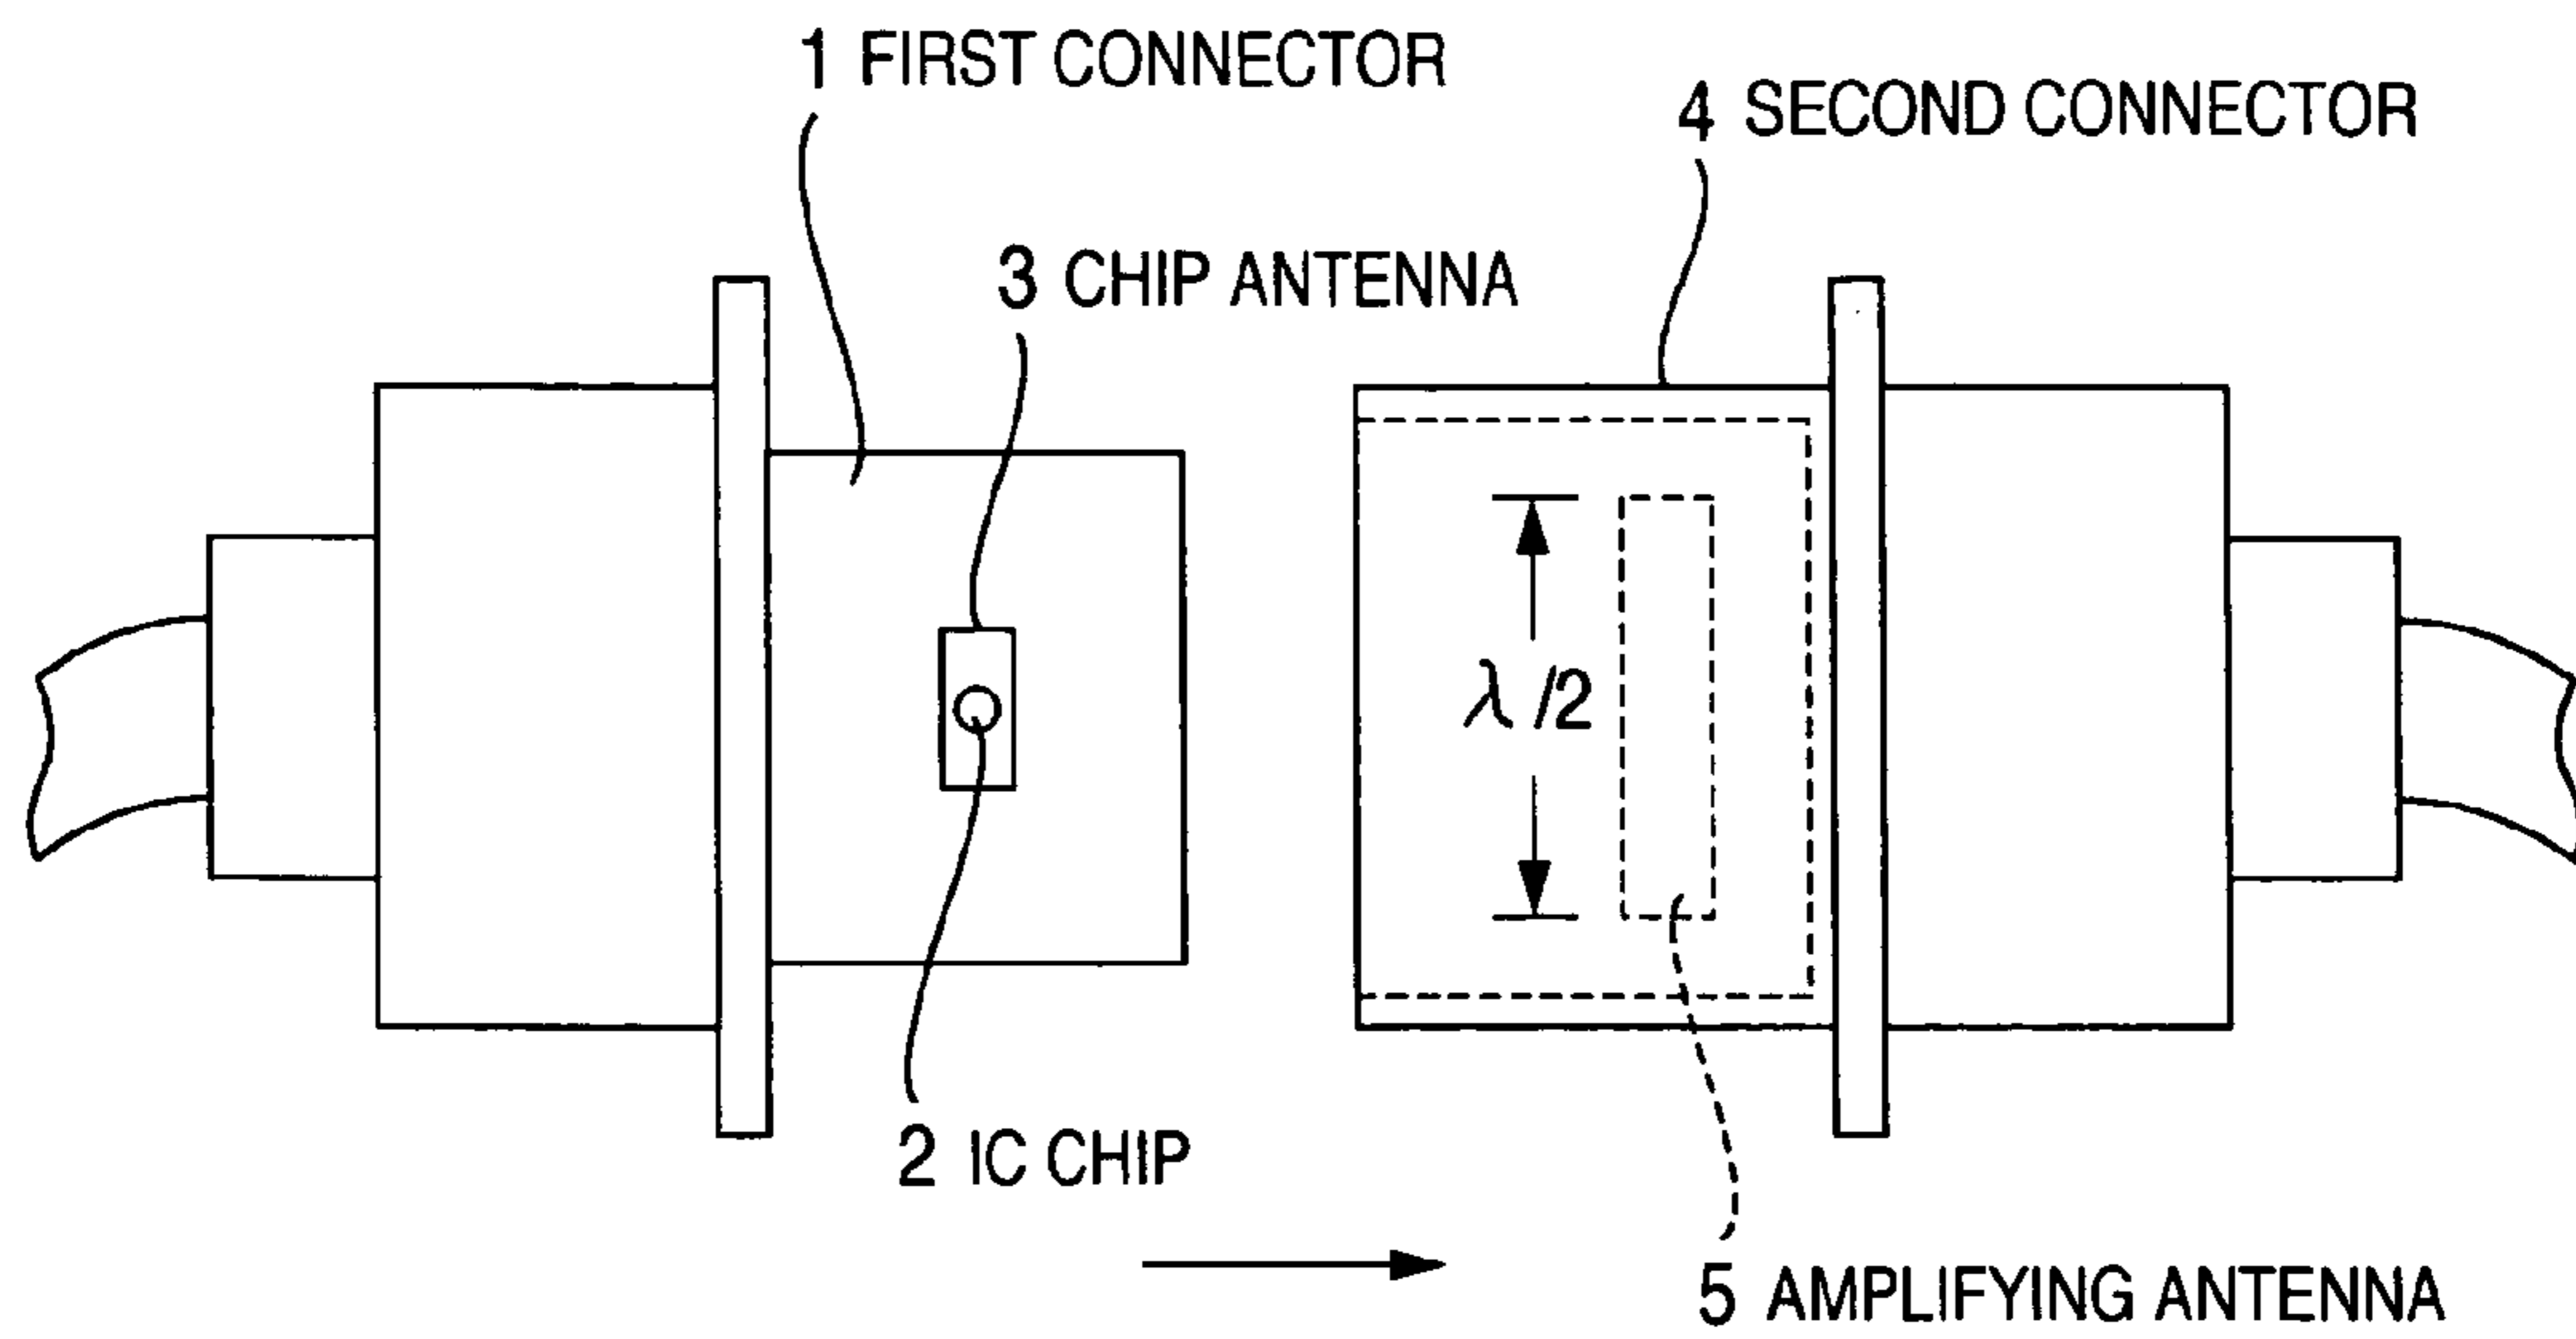 1 FIRST CONNECTOR
4 SECOND CONNECTOR
3 CHIP ANTENNA
λ/2
2 IC CHIP
5 AMPLIFYING ANTENNA